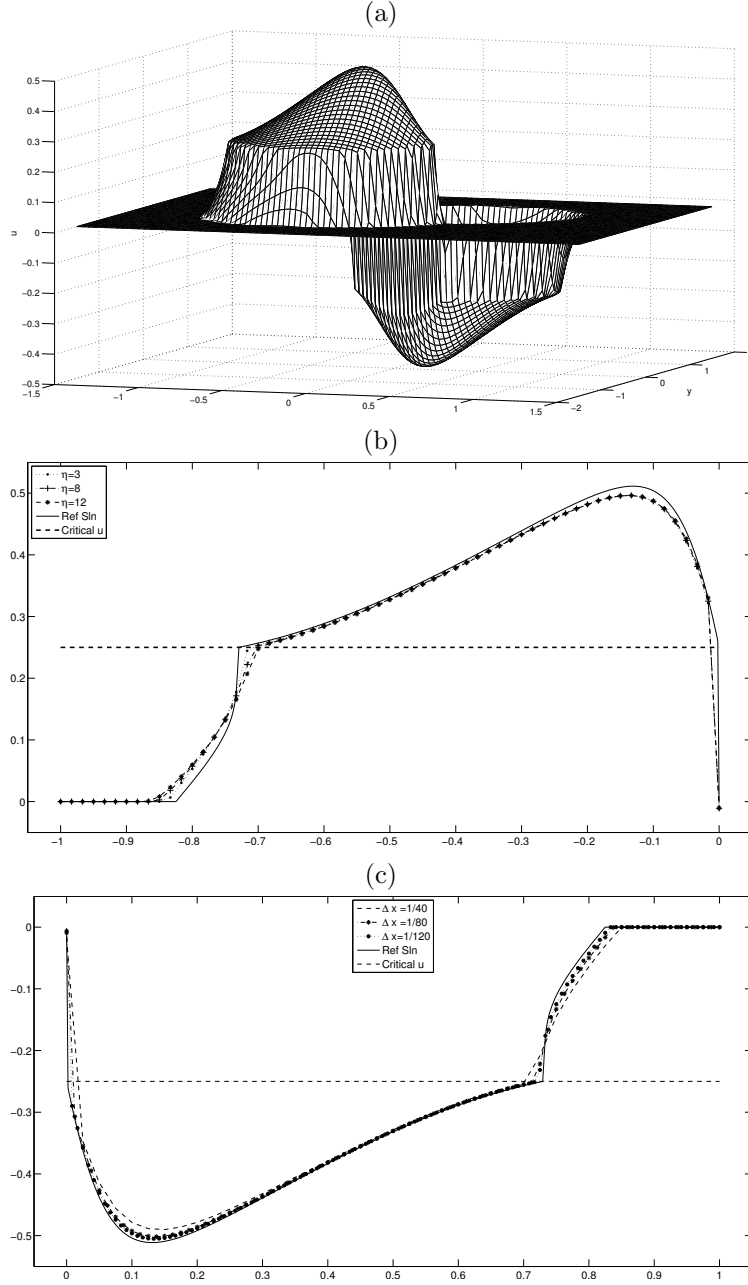 (a)
0.5
0.4
0.3
0.2
0.1
0
−0.1
−0.2
−0.3
−0.4
−0.5
u
−1.5
−1
−0.5
0
0.5
1
1.5
−2
−1
0
1
y
(b)
η=3
η=8
η=12
Ref Sln
Critical u
0.5
0.4
0.3
0.2
0.1
0
−1 −0.9 −0.8 −0.7 −0.6 −0.5 −0.4 −0.3 −0.2 −0.1 0
(c)
Δ x =1/40
Δ x =1/80
Δ x=1/120
Ref Sln
Critical u
0
−0.1
−0.2
−0.3
−0.4
−0.5
0 0.1 0.2 0.3 0.4 0.5 0.6 0.7 0.8 0.9 1